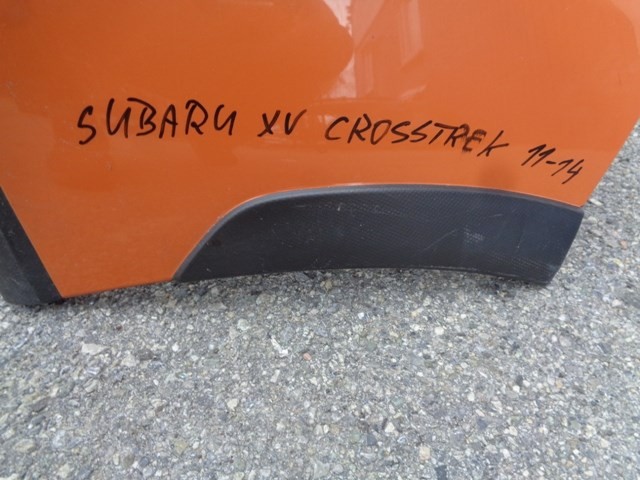 SUBARU XV CROSSTREK 11-14